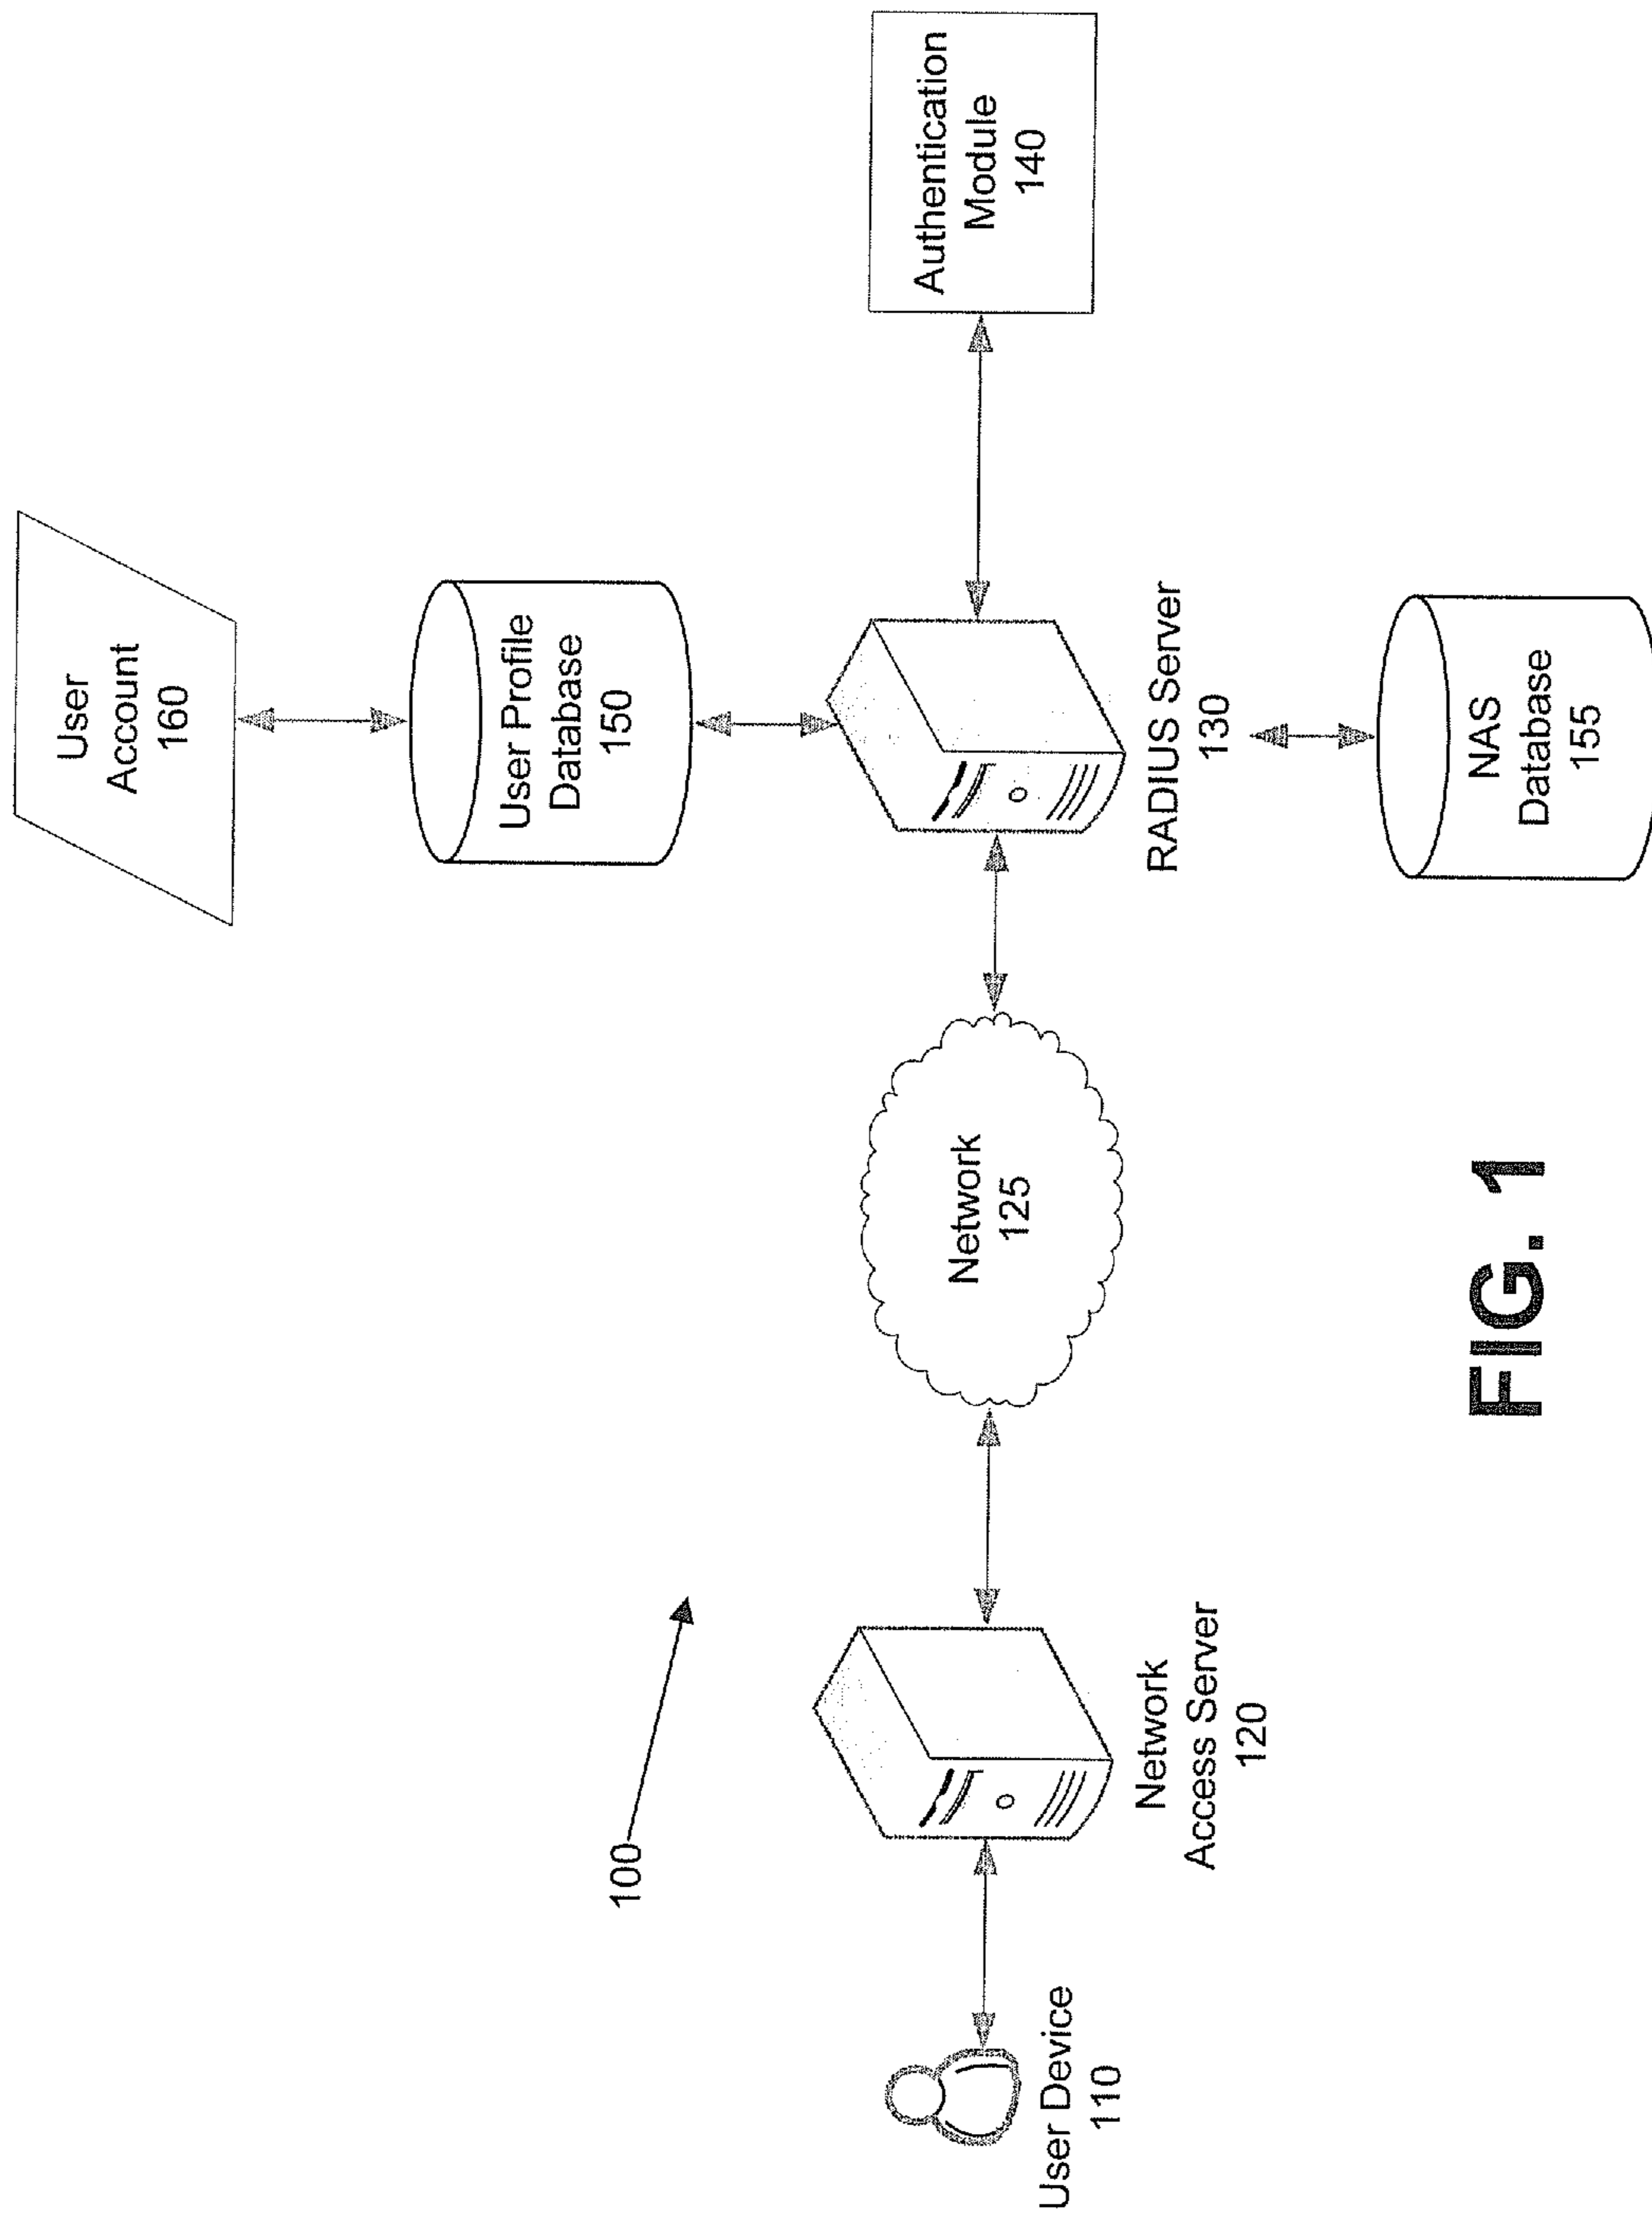 User
Account
160
User Profile
Database
150
100
User Device
110
Network
Access Server
120
Network
125
RADIUS Server
130
Authentication
Module
140
NAS
Database
155
FIG. 1